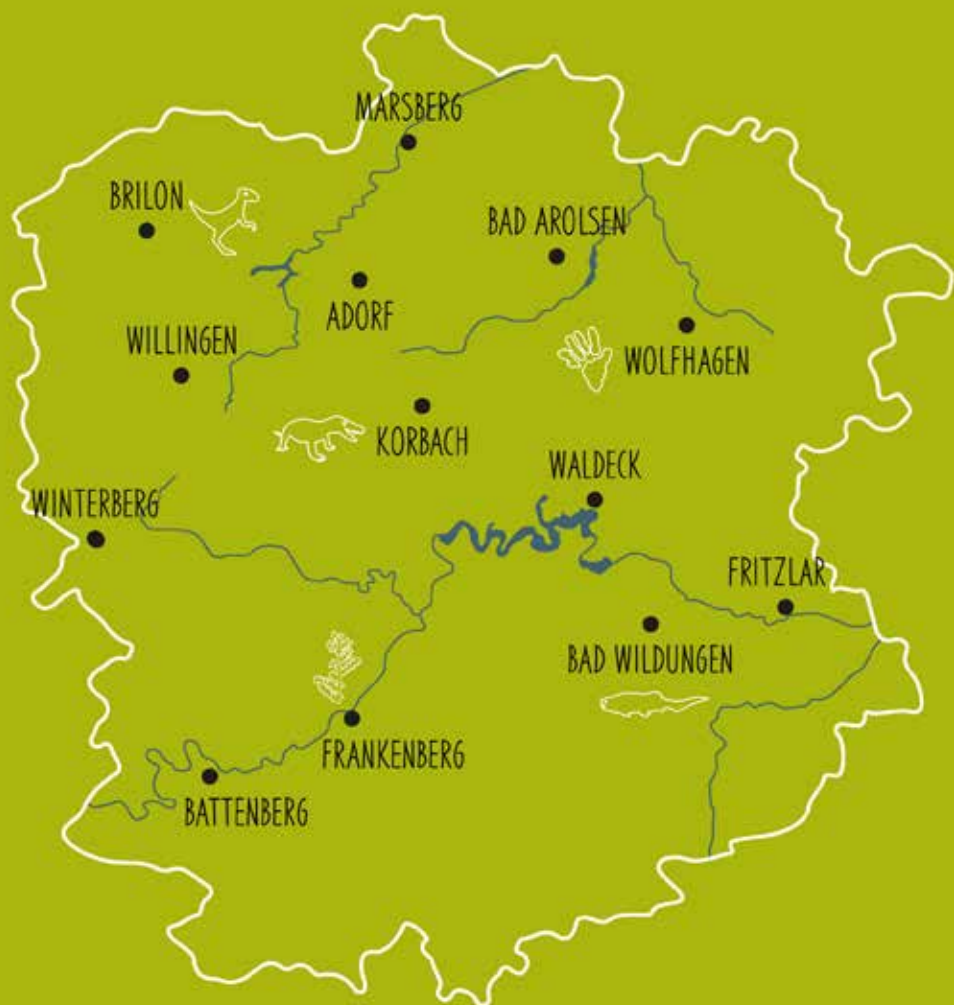 MARSBERG
BRILON
BAD AROLSEN
ADORF
WILLINGEN
WOLFHAGEN
KORBACH
WALDECK
WINTERBERG
FRITZLAR
BAD WILDUNGEN
FRANKENBERG
BATTENBERG